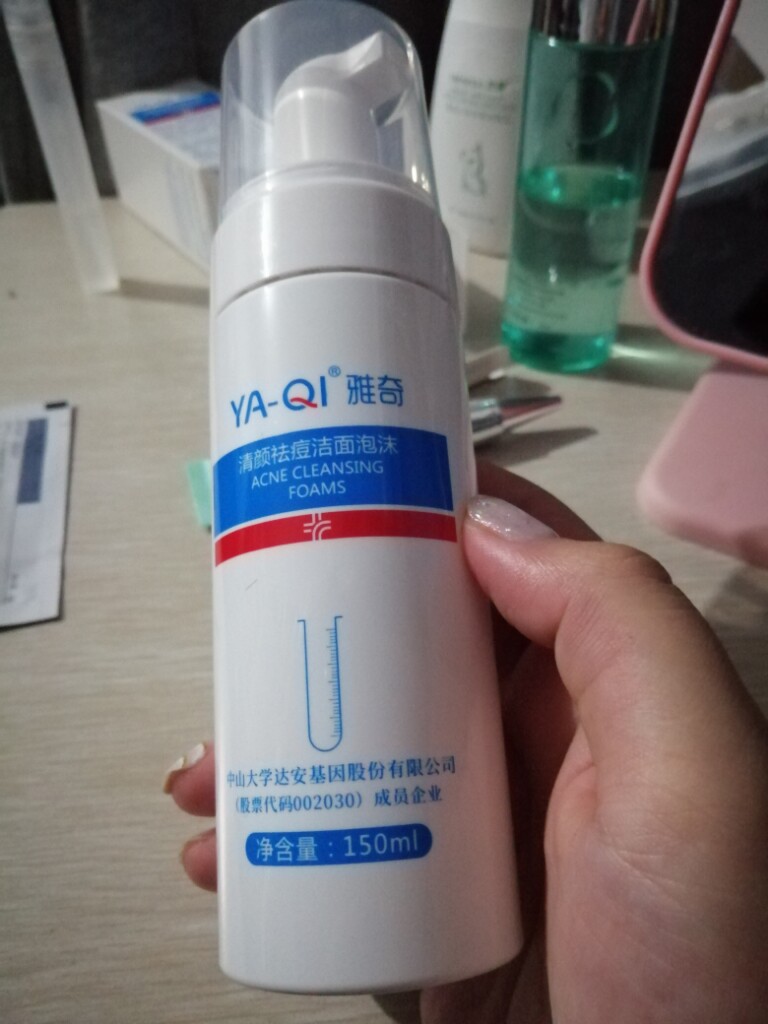 YA-QI® 雅奇
清颜祛痘洁面泡沫
ACNE CLEANSING
FOAMS
中山大学达安基因股份有限公司
（股票代码002030）成员企业
净含量：150ml